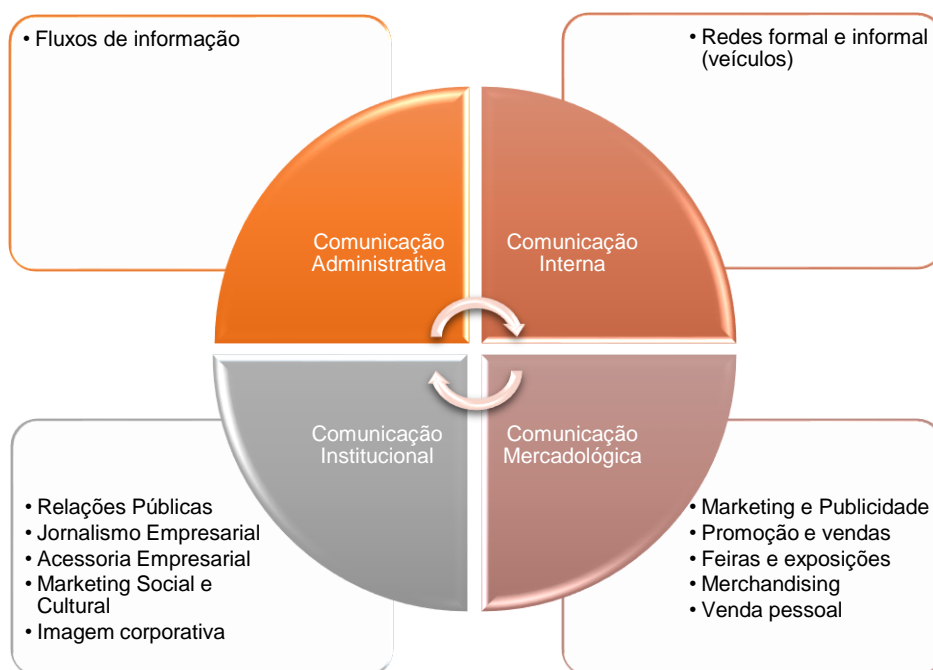 • Fluxos de informação
• Redes formal e informal
(veículos)
Comunicação
Administrativa
Comunicação
Interna
Comunicação
Institucional
Comunicação
Mercadológica
• Relações Públicas
• Jornalismo Empresarial
• Acessoria Empresarial
• Marketing Social e
Cultural
• Imagem corporativa
• Marketing e Publicidade
• Promoção e vendas
• Feiras e exposições
• Merchandising
• Venda pessoal